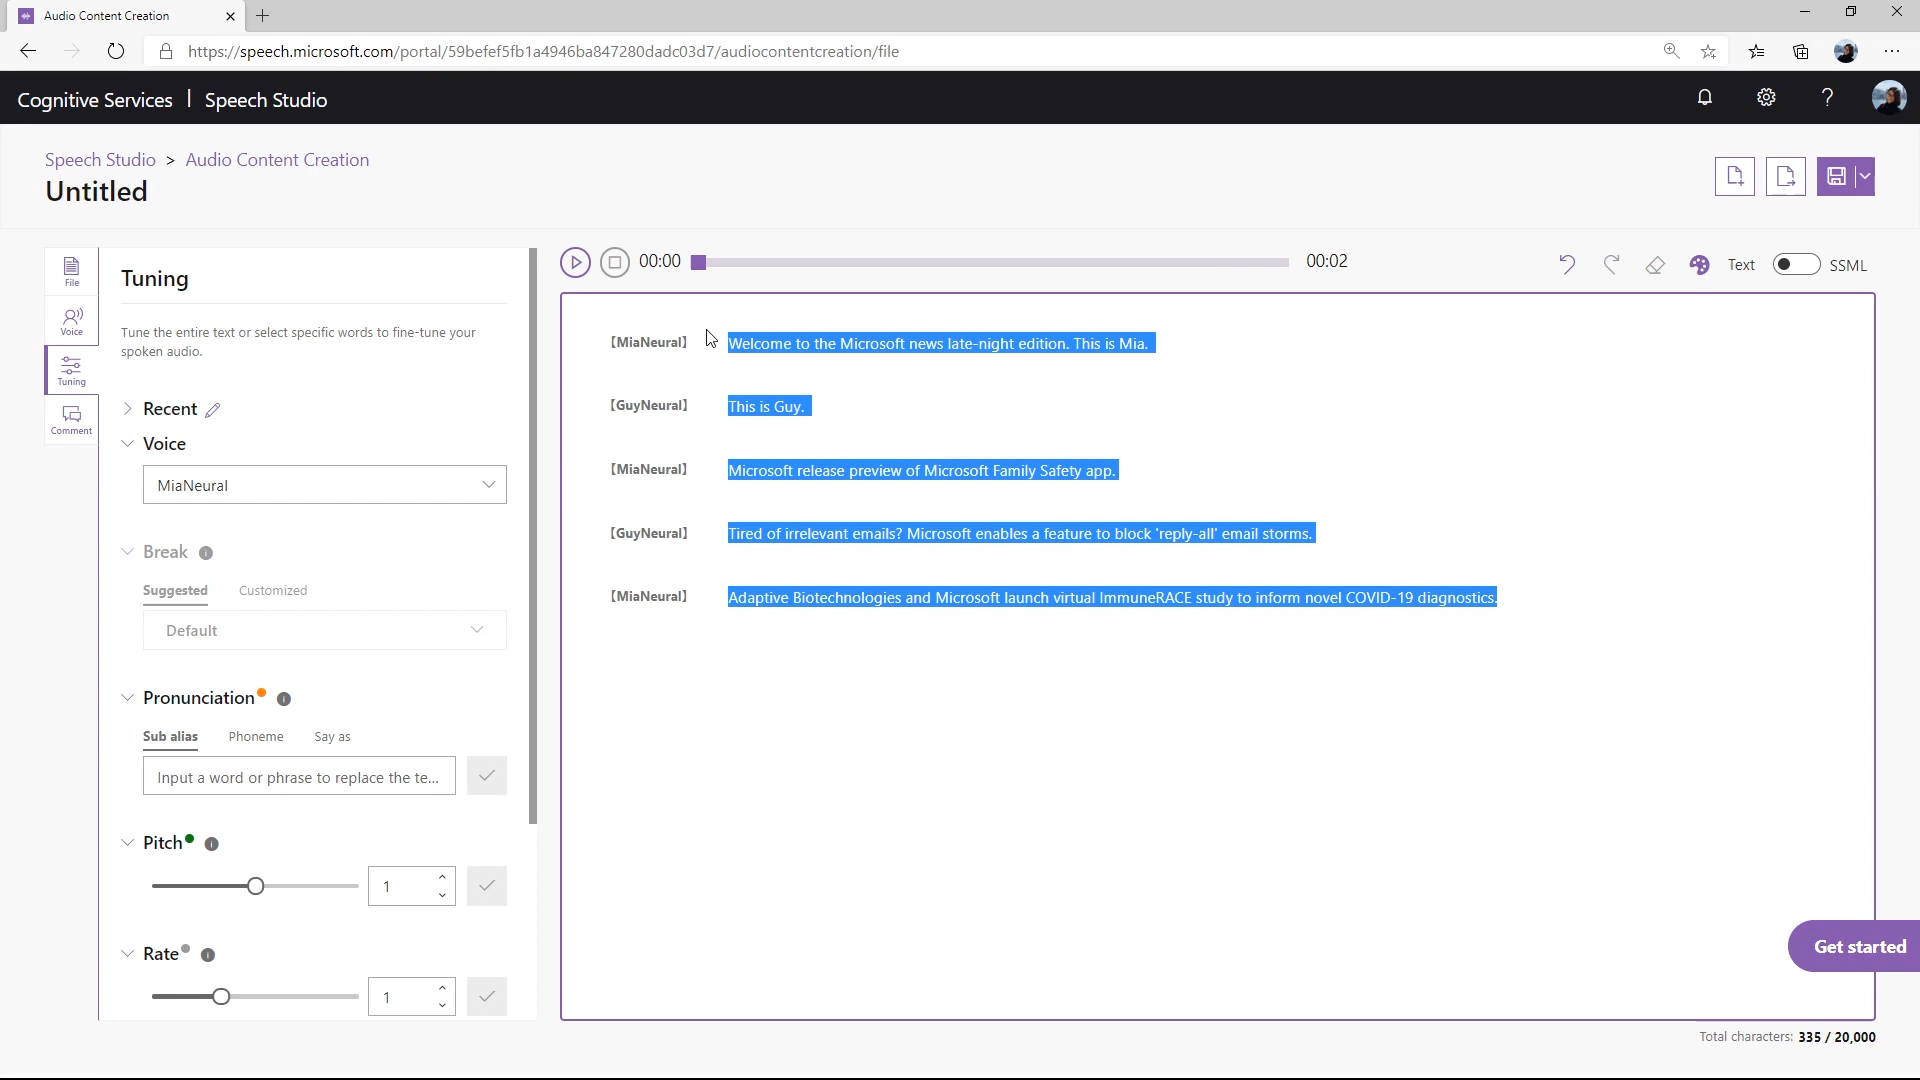 Audio Content Creation
https://speech.microsoft.com/portal/59befef5fb1a4946ba847280dadc03d7/audiocontentcreation/file
Cognitive Services | Speech Studio
Speech Studio > Audio Content Creation
Untitled
File
Voice
Tuning
Comment
Tuning
Tune the entire text or select specific words to fine-tune your
spoken audio.
Recent
Voice
MiaNeural
Break
Suggested Customized
Default
Pronunciation
Sub alias Phoneme Say as
Input a word or phrase to replace the te...
Pitch
1
Rate
1
00:00 00:02
Text SSML
[MiaNeural] Welcome to the Microsoft news late-night edition. This is Mia.
[GuyNeural] This is Guy.
[MiaNeural] Microsoft release preview of Microsoft Family Safety app.
[GuyNeural] Tired of irrelevant emails? Microsoft enables a feature to block 'reply-all' email storms.
[MiaNeural] Adaptive Biotechnologies and Microsoft launch virtual ImmuneRACE study to inform novel COVID-19 diagnostics.
Get started
Total characters: 335 / 20,000